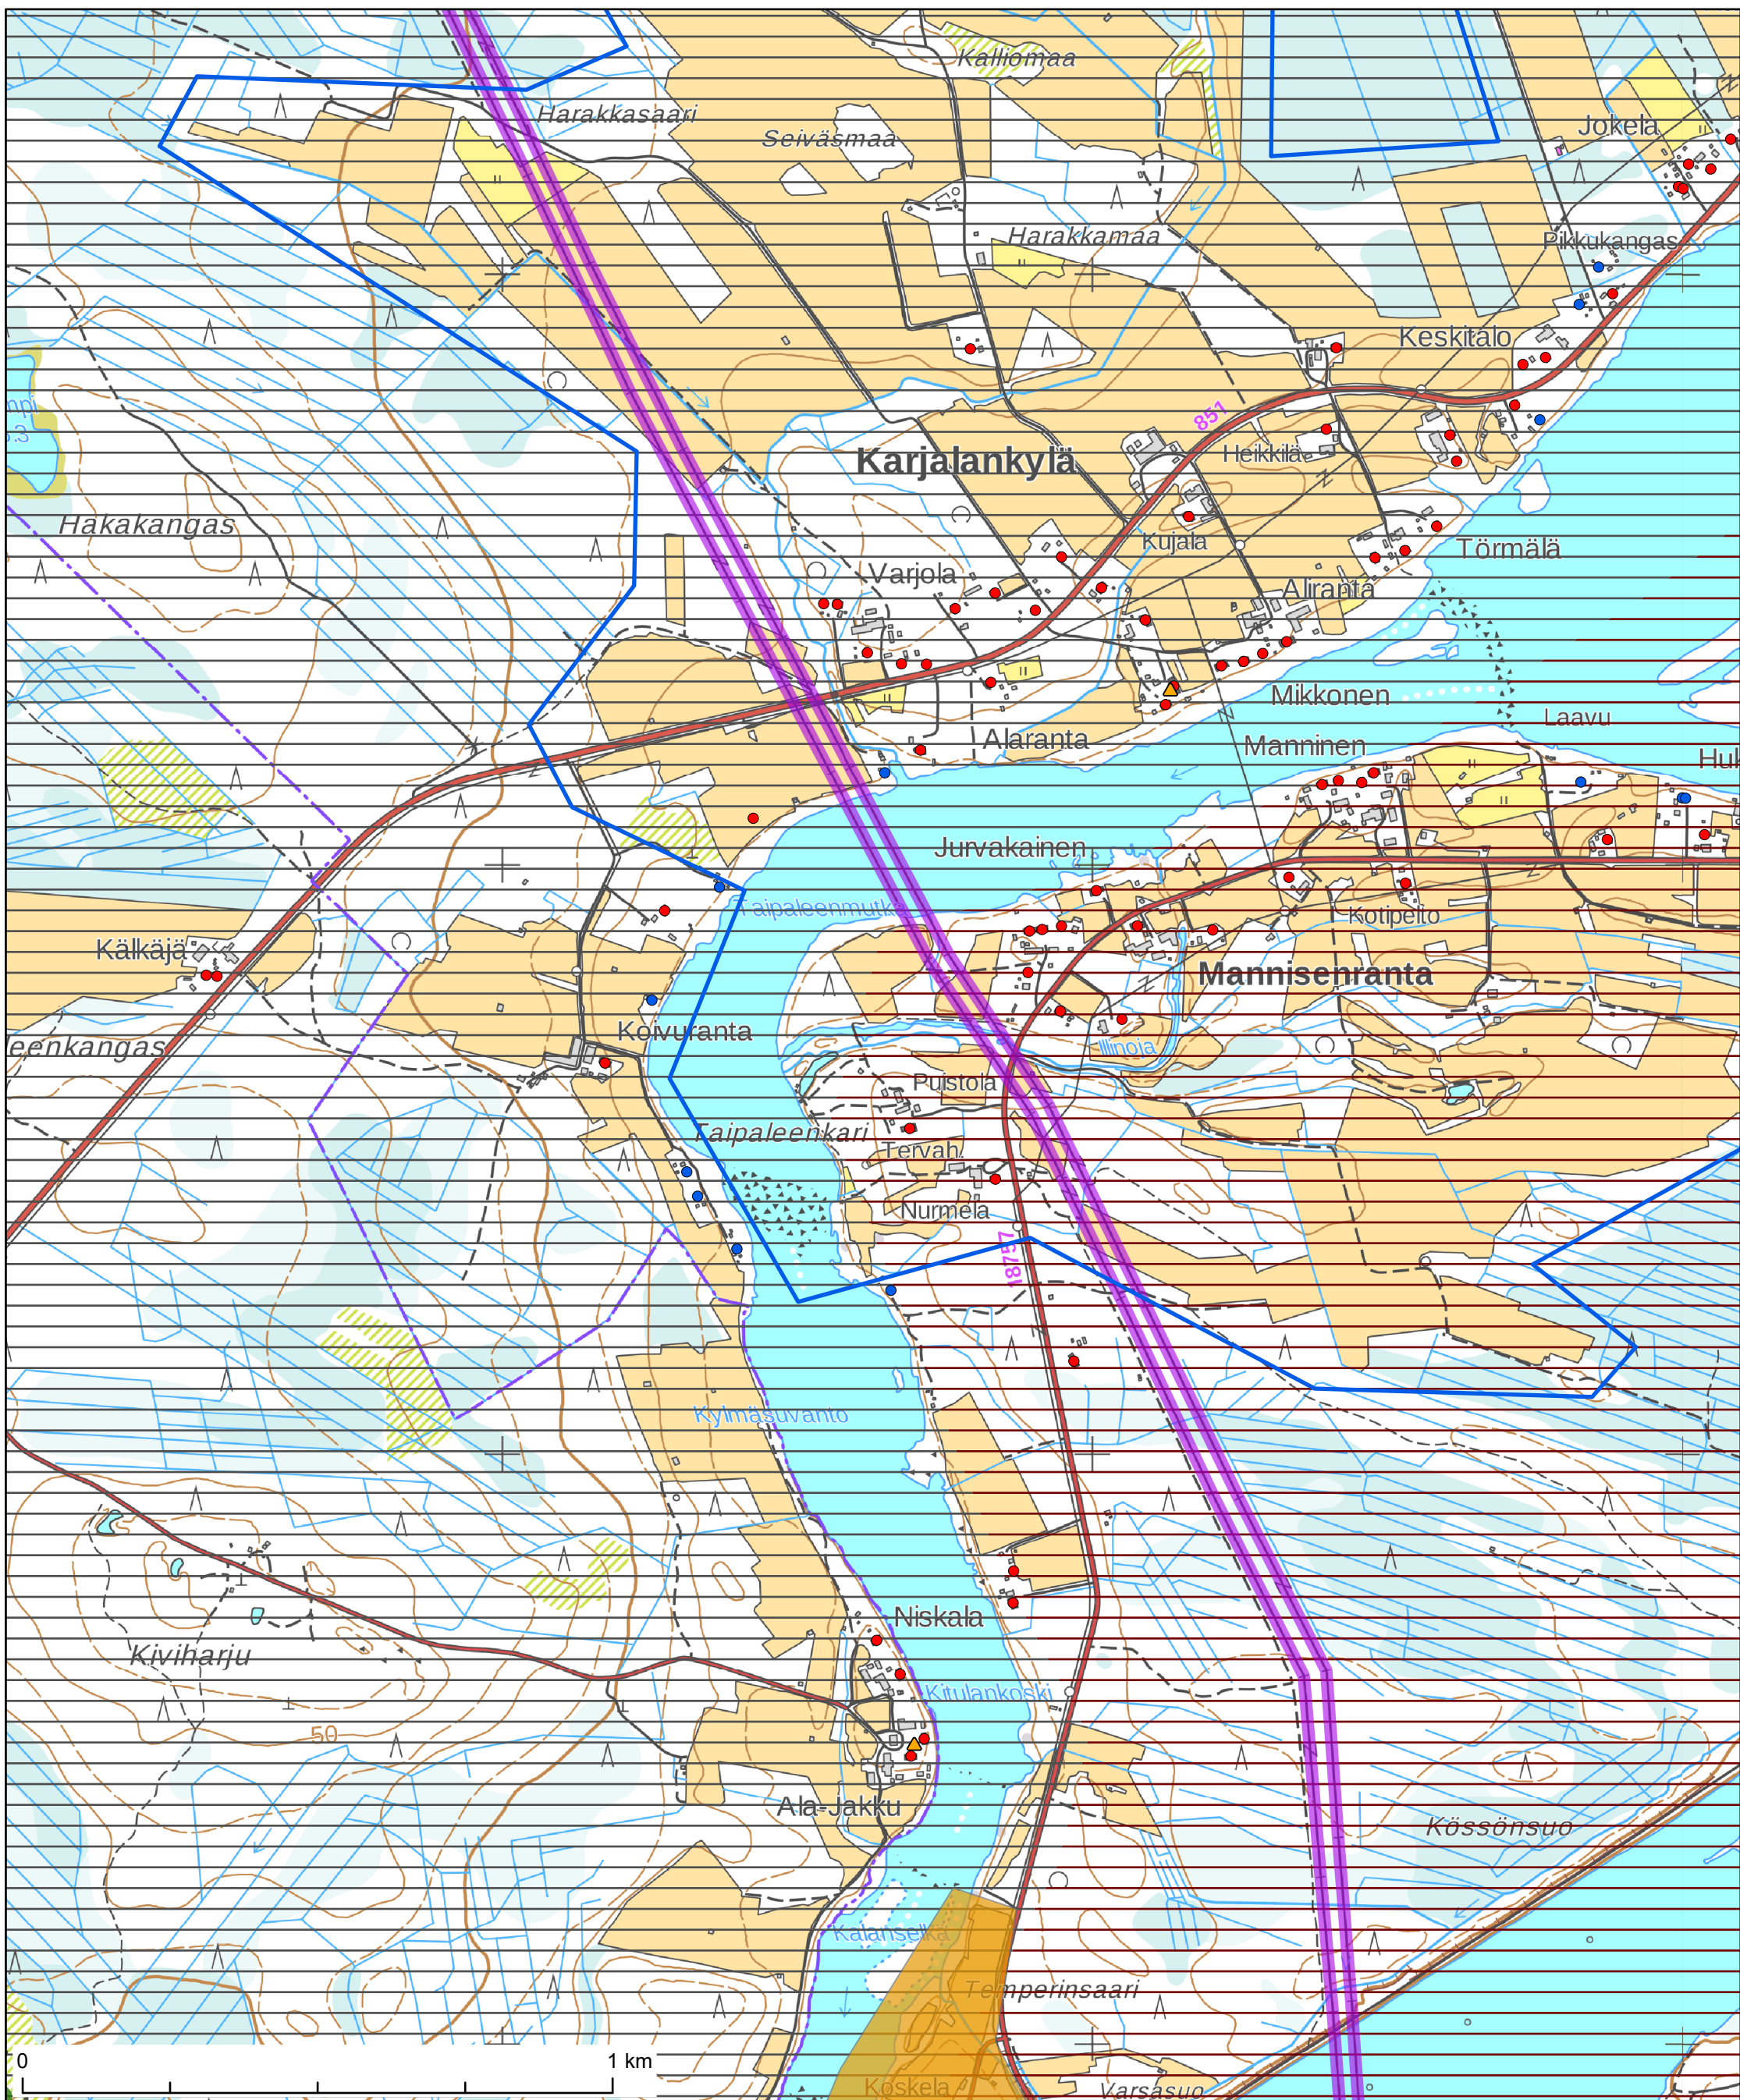 Kalliomaa
Harakkasaari
Seiväsmaa
Jokela
Harakkamaa
Pikkukangas
Keskitalo
851
Karjalankylä
Heikkilä
Hakakangas
Kujala
Törmälä
Varjola
Aliranta
Mikkonen
Laavu
Alaranta
Manninen
Jurvakainen
Taipaleenmutka
Kotipelto
Kälkäjä
Mannisenranta
Koivuranta
eenkangas
Illinoja
Puistola
Taipaleenkari
Tervah.
Nurmela
18757
Kylmäsuvanto
Niskala
Kiviharju
Kitulankoski
50
Ala-Jakku
Kössönsuo
Kalanselkä
Temperinsaari
0 1 km
Koskela
Varsasuo